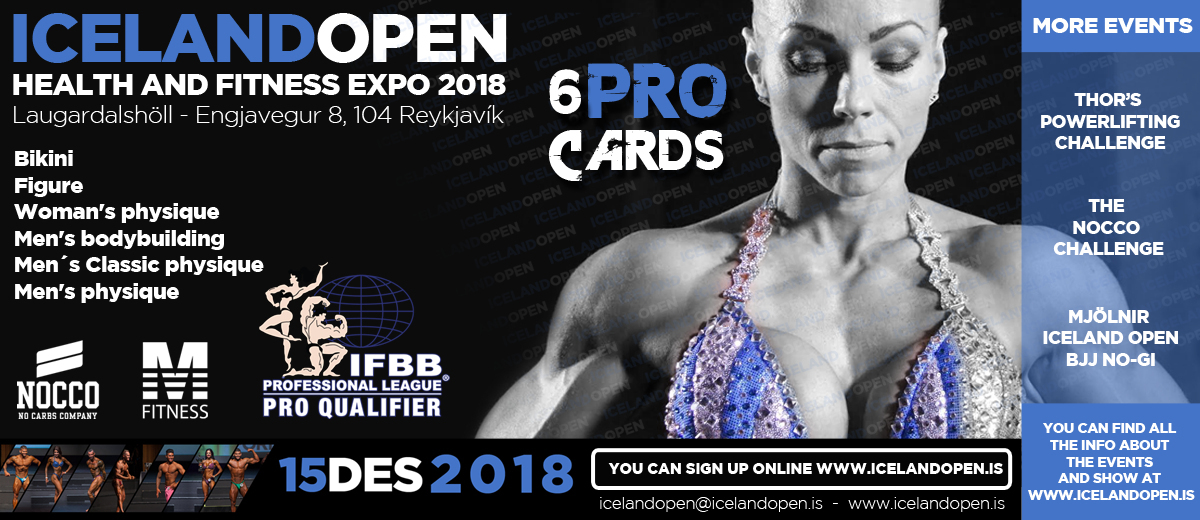 ICELANDOPEN
HEALTH AND FITNESS EXPO 2018
Laugardalshöll - Engjavegur 8, 104 Reykjavík
Bikini
Figure
Woman's physique
Men's bodybuilding
Men´s Classic physique
Men's physique
NOCCO
NO CARBS COMPANY
M
FITNESS
IFBB
PROFESSIONAL LEAGUE®
PRO QUALIFIER
6PRO
CARDS
MORE EVENTS
THOR'S
POWERLIFTING
CHALLENGE
THE
NOCCO
CHALLENGE
MJÖLNIR
ICELAND OPEN
BJJ NO-GI
YOU CAN FIND ALL
THE INFO ABOUT
THE EVENTS
AND SHOW AT
WWW.ICELANDOPEN.IS
15DES 2018
YOU CAN SIGN UP ONLINE WWW.ICELANDOPEN.IS
icelandopen@icelandopen.is - www.icelandopen.is